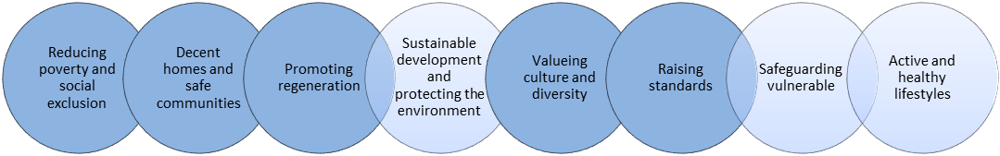 Reducing
poverty and
social
exclusion
Decent
homes and
safe
communities
Promoting
regeneration
Sustainable
development
and
protecting the
environment
Valueing
culture and
diversity
Raising
standards
Safeguarding
vulnerable
Active and
healthy
lifestyles